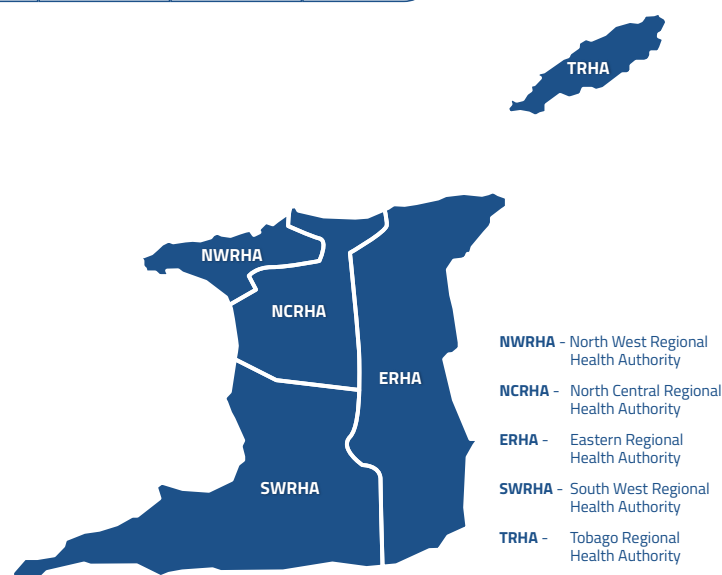 TRHA
NWRHA
NCRHA
ERHA
SWRHA
NWRHA - North West Regional
Health Authority
NCRHA - North Central Regional
Health Authority
ERHA - Eastern Regional
Health Authority
SWRHA - South West Regional
Health Authority
TRHA - Tobago Regional
Health Authority